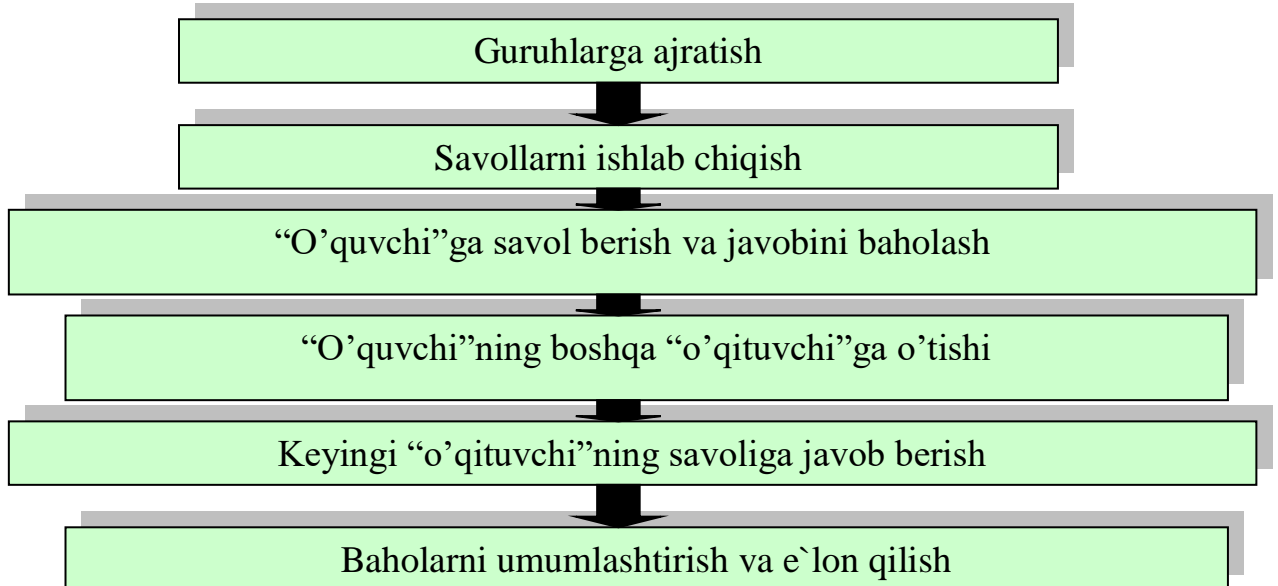 Guruhlarga ajratish
Savollarni ishlab chiqish
“O’quvchi”ga savol berish va javobini baholash
“O’quvchi”ning boshqa “o’qituvchi”ga o’tishi
Keyingi “o’qituvchi”ning savoliga javob berish
Baholarni umumlashtirish va e`lon qilish